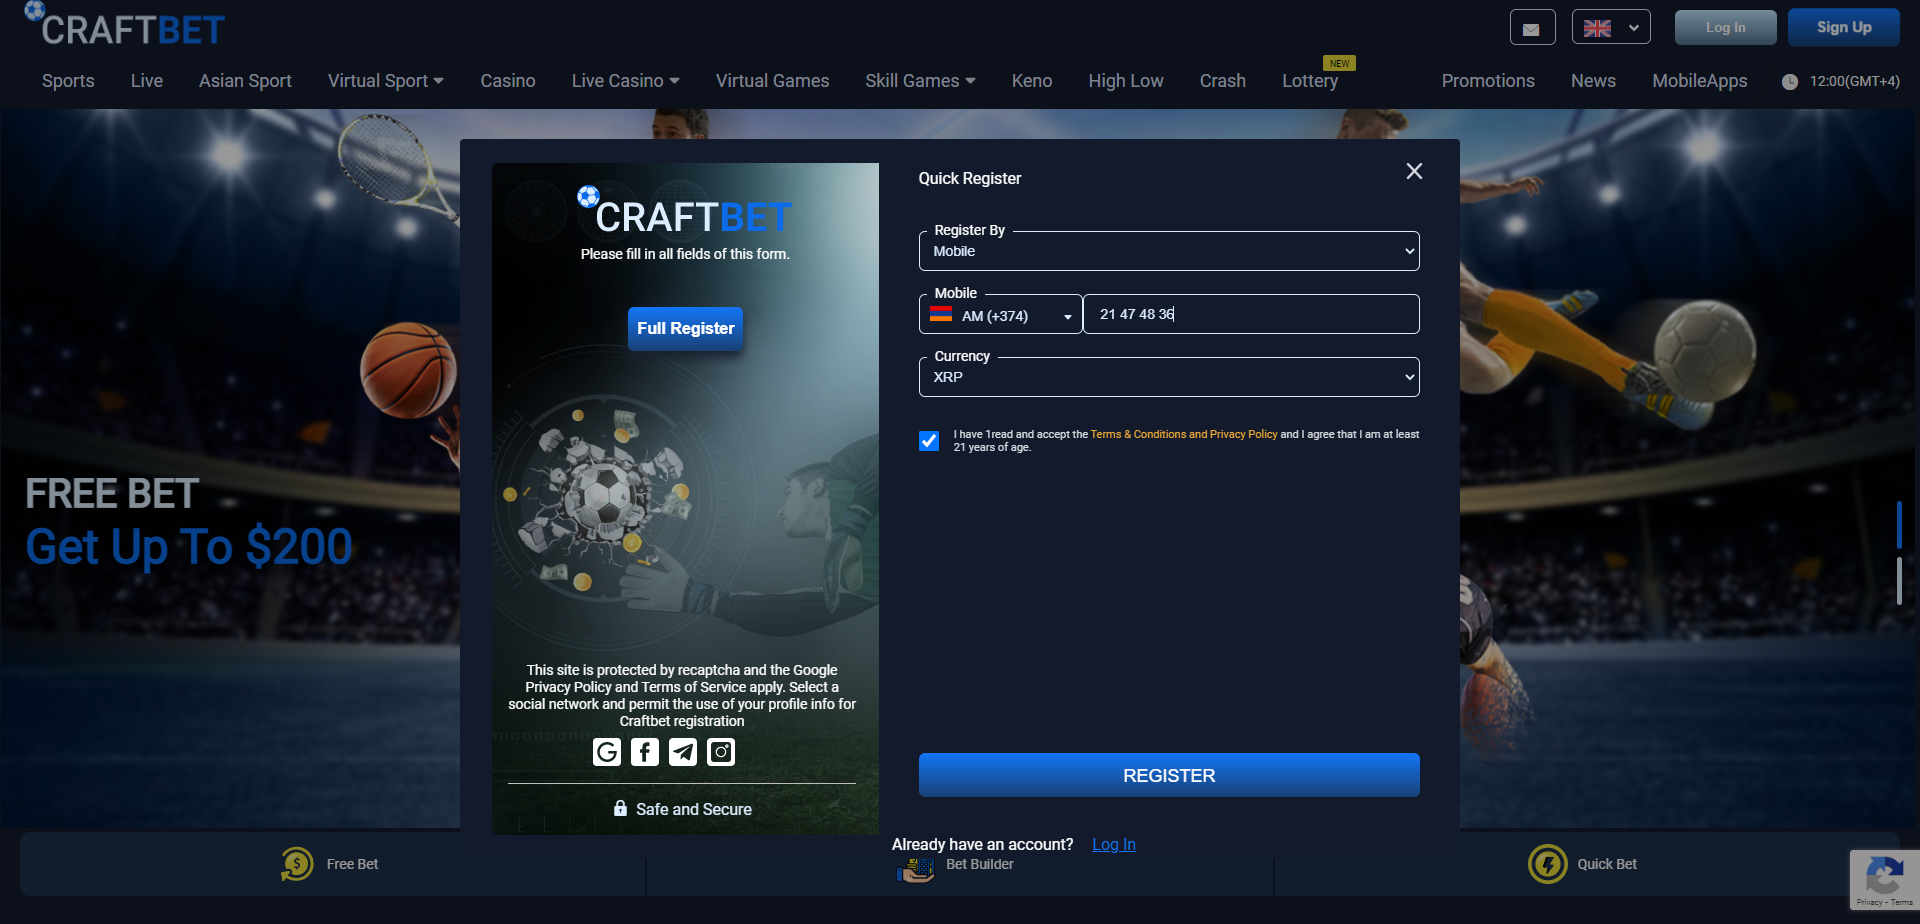 CRAFTBET
Log In
Sign Up
Sports
Live
Asian Sport
Virtual Sport
Casino
Live Casino
Virtual Games
Skill Games
Keno
High Low
Crash
Lottery
NEW
Promotions
News
MobileApps
12:00(GMT+4)
FREE BET
Get Up To $200
CRAFTBET
Please fill in all fields of this form.
Full Register
This site is protected by recaptcha and the Google
Privacy Policy and Terms of Service apply. Select a
social network and permit the use of your profile info for
Craftbet registration
Safe and Secure
Quick Register
Register By
Mobile
Mobile
AM (+374)
21 47 48 36
Currency
XRP
I have 1read and accept the Terms & Conditions and Privacy Policy and I agree that I am at least
21 years of age.
REGISTER
Already have an account? Log In
Free Bet
Bet Builder
Quick Bet
Privacy - Terms